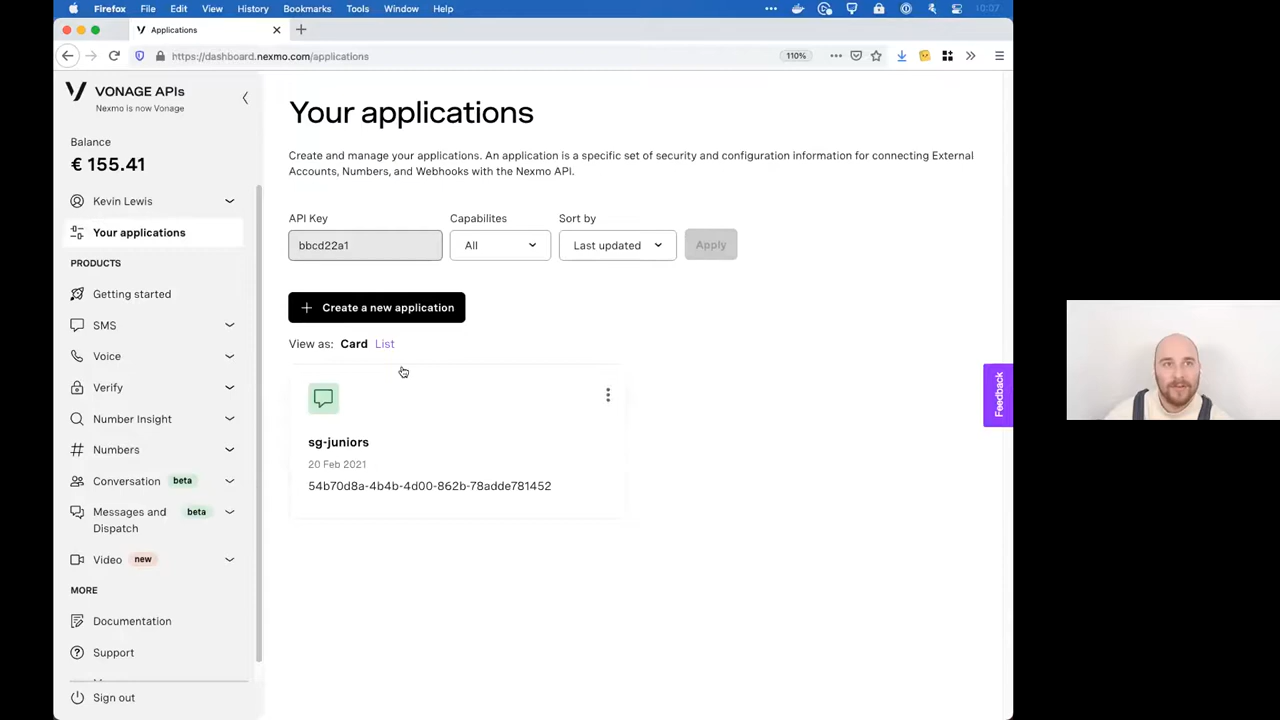 Firefox File Edit View History Bookmarks Tools Window Help 10:07
Applications
https://dashboard.nexmo.com/applications 110%
VONAGE APIs
Nexmo is now Vonage
Balance
€ 155.41
Kevin Lewis
Your applications
PRODUCTS
Getting started
SMS
Voice
Verify
Number Insight
Numbers
Conversation beta
Messages and Dispatch beta
Video new
MORE
Documentation
Support
Sign out
Your applications
Create and manage your applications. An application is a specific set of security and configuration information for connecting External
Accounts, Numbers, and Webhooks with the Nexmo API.
API Key Capabilites Sort by
bbcd22a1 All Last updated Apply
Create a new application
View as: Card List
sg-juniors
20 Feb 2021
54b70d8a-4b4b-4d00-862b-78adde781452
Feedback